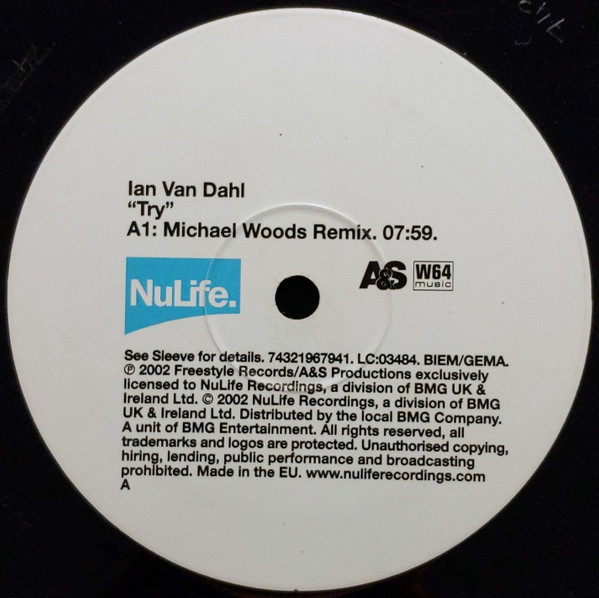 Ian Van Dahl
“Try”
A1: Michael Woods Remix. 07:59.
NuLife.
A&S W64
music
See Sleeve for details. 74321967941. LC:03484. BIEM/GEMA.
℗ 2002 Freestyle Records/A&S Productions exclusively
licensed to NuLife Recordings, a division of BMG UK &
Ireland Ltd. © 2002 NuLife Recordings, a division of BMG
UK & Ireland Ltd. Distributed by the local BMG Company.
A unit of BMG Entertainment. All rights reserved, all
trademarks and logos are protected. Unauthorised copying,
hiring, lending, public performance and broadcasting
prohibited. Made in the EU. www.nuliferecordings.com
A